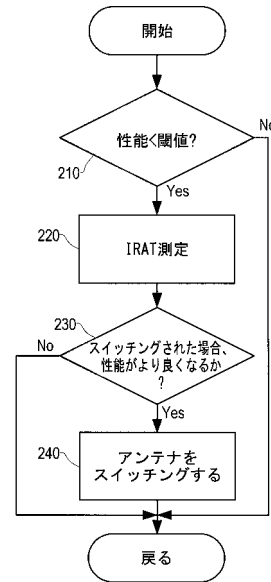 開始
性能<閾値?
No
210
Yes
220
IRAT測定
230
No
スイッチングされた場合、
性能がより良くなるか
?
Yes
240
アンテナを
スイッチングする
戻る